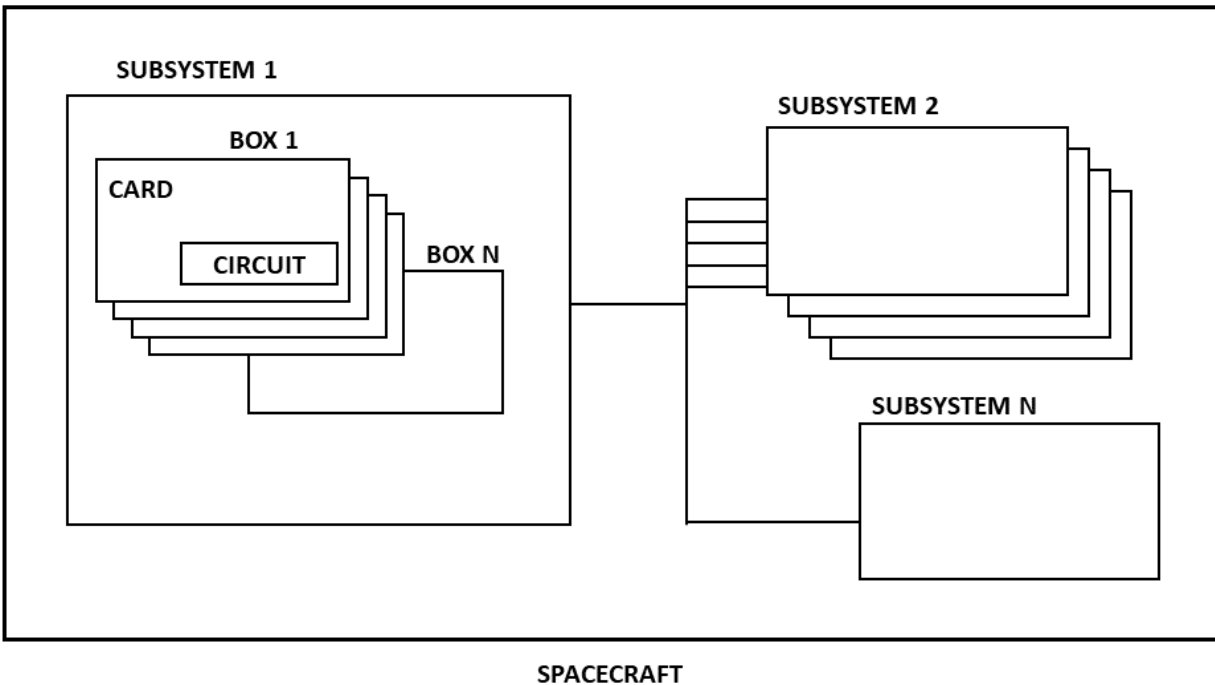 SUBSYSTEM 1
BOX 1
CARD
CIRCUIT
BOX N
SUBSYSTEM 2
SUBSYSTEM N
SPACECRAFT